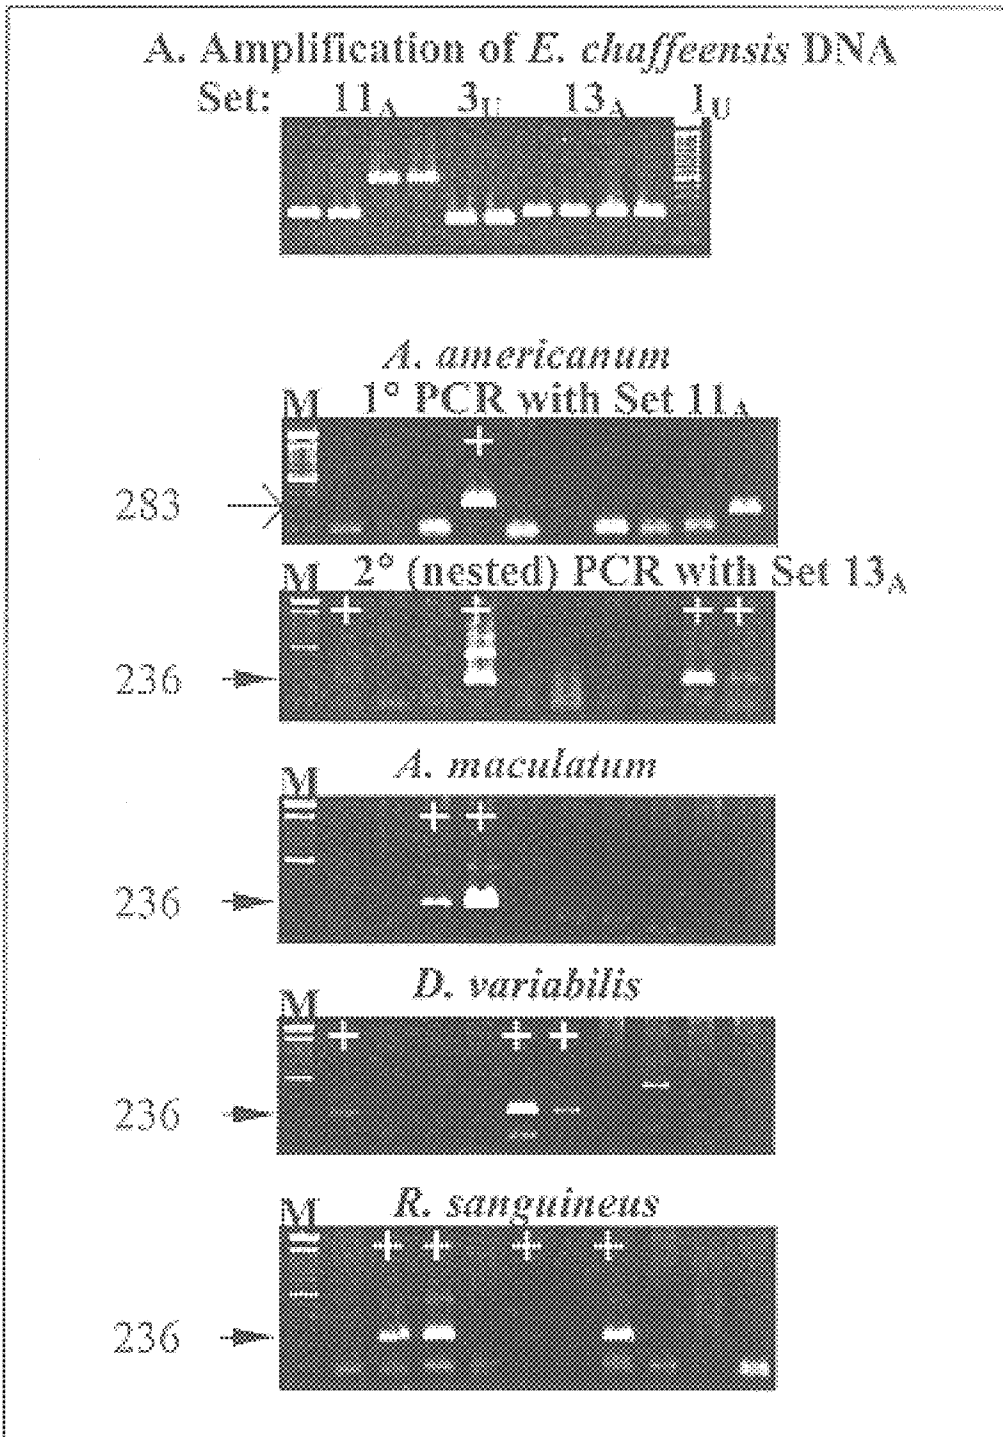 A. Amplification of E. chaffeensis DNA
Set: 11A 3U 13A 1U
A. americanum
M 1° PCR with Set 11A
+
283
M 2° (nested) PCR with Set 13A
+ + + +
236
A. maculatum
M
+ +
236
D. variabilis
M
+ + +
236
R. sanguineus
M
+ + + +
236